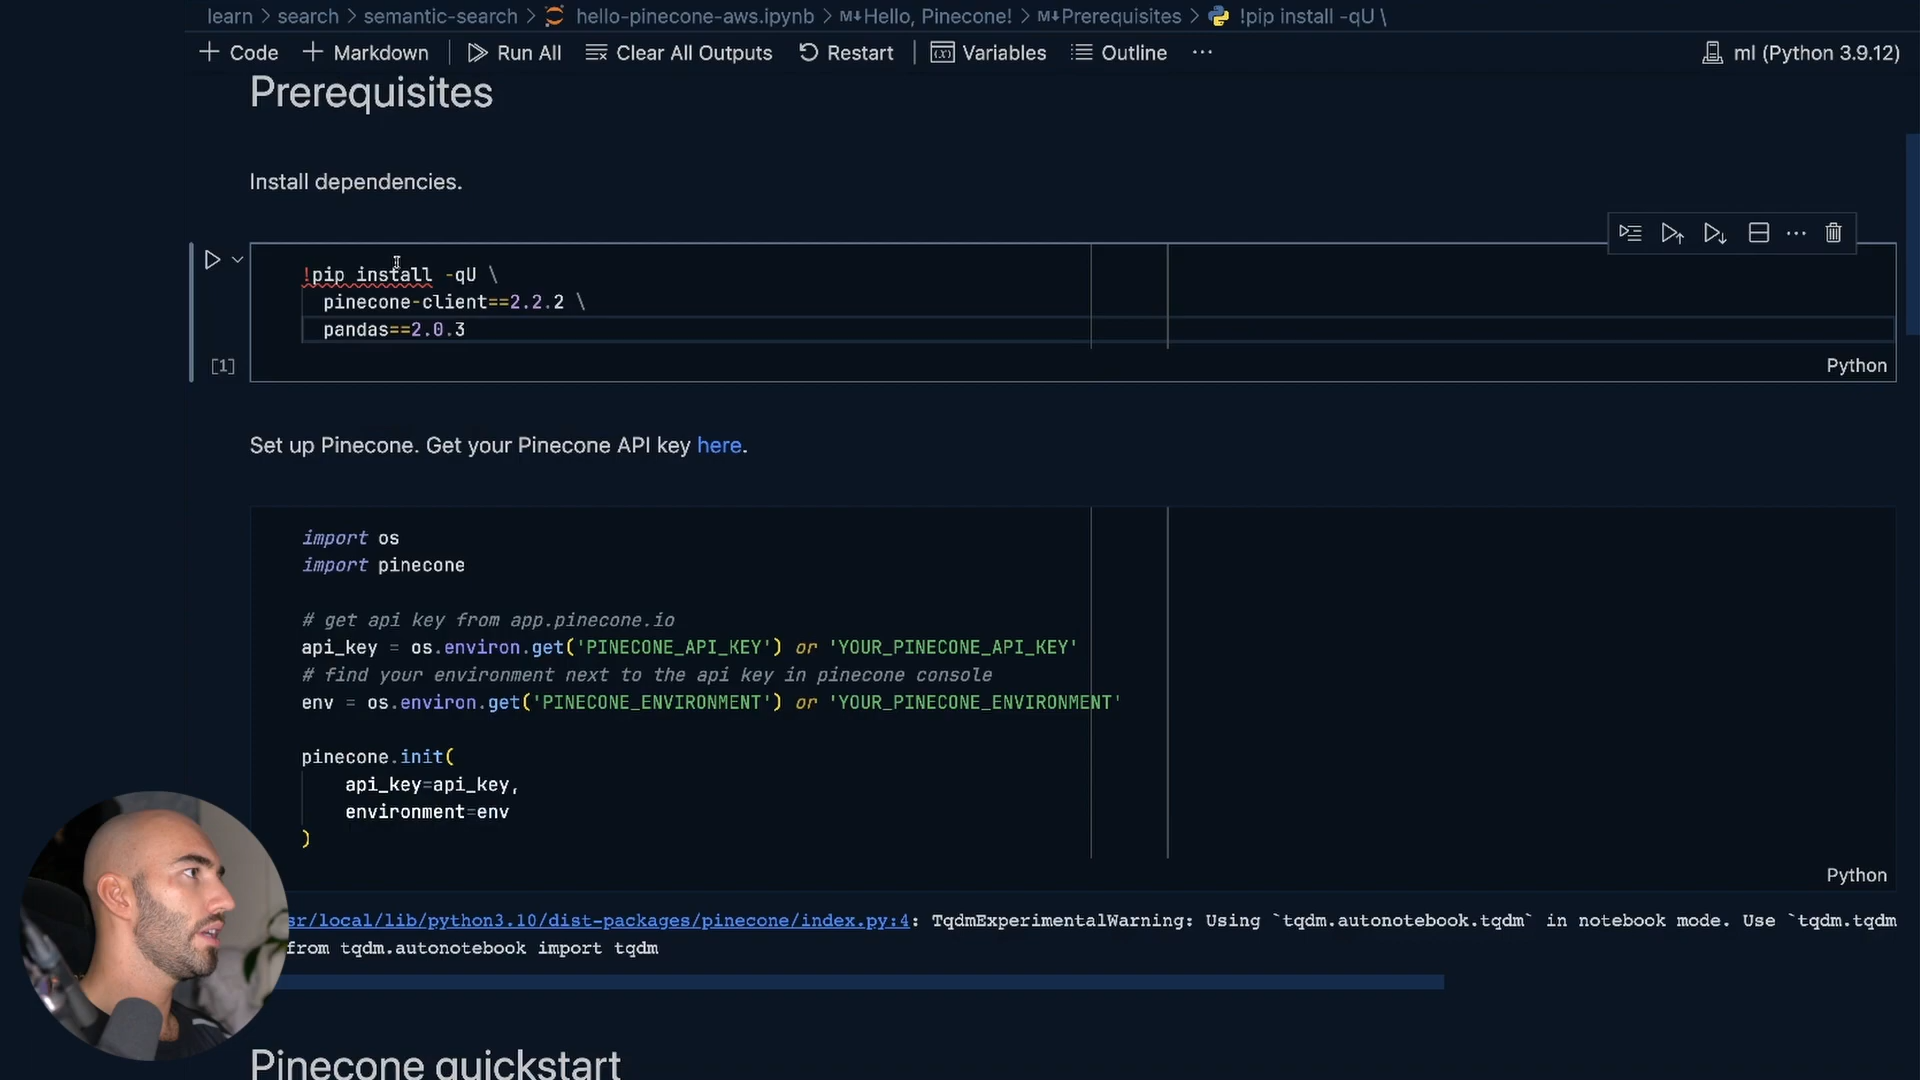 learn > search > semantic-search > hello-pinecone-aws.ipynb > M↓Hello, Pinecone! > M↓Prerequisites > !pip install -qU \
+ Code + Markdown Run All Clear All Outputs Restart Variables Outline ··· ml (Python 3.9.12)
Prerequisites
Install dependencies.
!pip install -qU \
pinecone-client==2.2.2 \
pandas==2.0.3
[1] Python
Set up Pinecone. Get your Pinecone API key here.
import os
import pinecone
# get api key from app.pinecone.io
api_key = os.environ.get('PINECONE_API_KEY') or 'YOUR_PINECONE_API_KEY'
# find your environment next to the api key in pinecone console
env = os.environ.get('PINECONE_ENVIRONMENT') or 'YOUR_PINECONE_ENVIRONMENT'
pinecone.init(
api_key=api_key,
environment=env
)
Python
sr/local/lib/python3.10/dist-packages/pinecone/index.py:4: TqdmExperimentalWarning: Using `tqdm.autonotebook.tqdm` in notebook mode. Use `tqdm.tqdm
from tqdm.autonotebook import tqdm
Pinecone quickstart